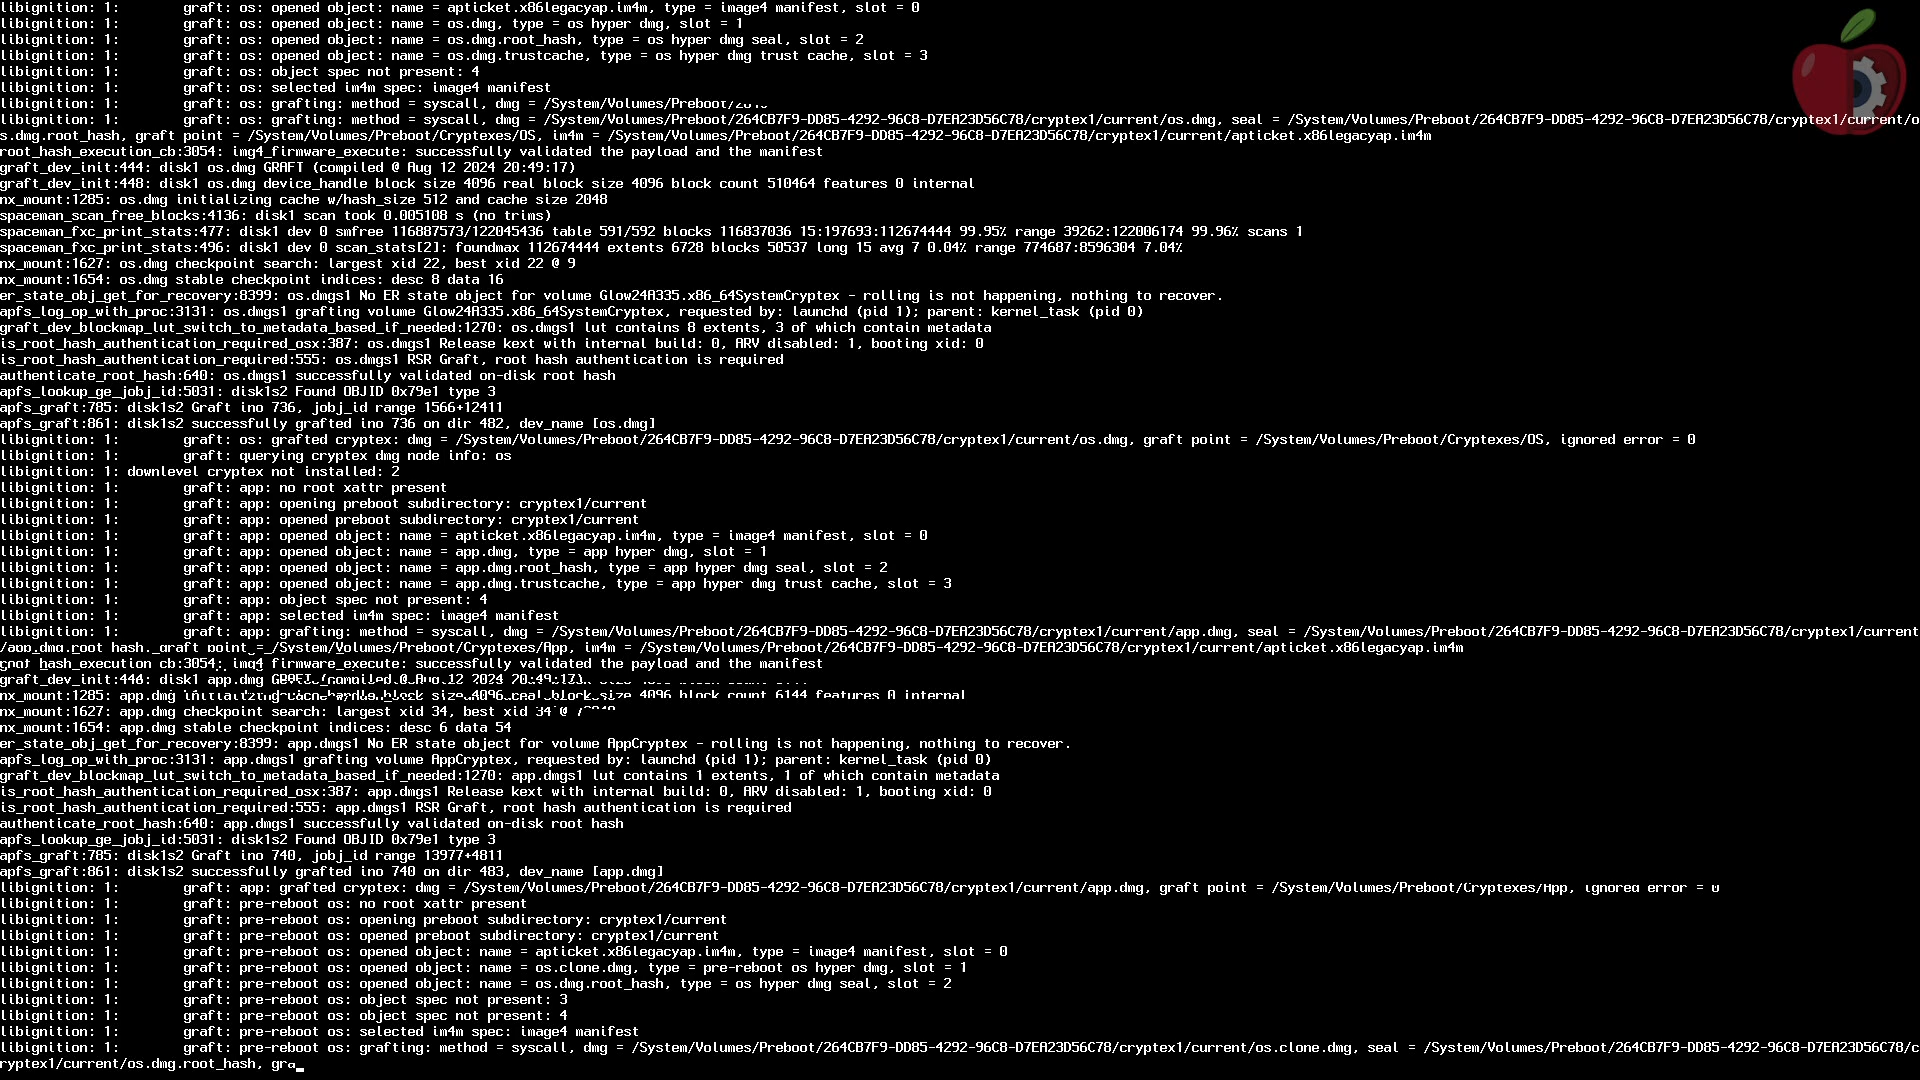 libignition: 1:        graft: os: opened object: name = apticket.x86legacyap.im4m, type = image4 manifest, slot = 0
libignition: 1:        graft: os: opened object: name = os.dmg, type = os hyper dmg, slot = 1
libignition: 1:        graft: os: opened object: name = os.dmg.root_hash, type = os hyper dmg seal, slot = 2
libignition: 1:        graft: os: opened object: name = os.dmg.trustcache, type = os hyper dmg trust cache, slot = 3
libignition: 1:        graft: os: object spec not present: 4
libignition: 1:        graft: os: selected im4m spec: image4 manifest
libignition: 1:        graft: os: grafting: method = syscall, dmg = /System/Volumes/Preboot/
libignition: 1:        graft: os: grafting: method = syscall, dmg = /System/Volumes/Preboot/264CB7F9-DD85-4292-96C8-D7EA23D56C78/cryptex1/current/os.dmg, seal = /System/Volumes/Preboot/264CB7F9-DD85-4292-96C8-D7EA23D56C78/cryptex1/current/o
s.dmg.root_hash, graft point = /System/Volumes/Preboot/Cryptexes/OS, im4m = /System/Volumes/Preboot/264CB7F9-DD85-4292-96C8-D7EA23D56C78/cryptex1/current/apticket.x86legacyap.im4m
root_hash_execution_cb:3054: img4_firmware_execute: successfully validated the payload and the manifest
graft_dev_init:444: disk1 os.dmg GRAFT (compiled @ Aug 12 2024 20:49:17)
graft_dev_init:448: disk1 os.dmg device_handle block size 4096 real block size 4096 block count 510464 features 0 internal
nx_mount:1285: os.dmg initializing cache w/hash_size 512 and cache size 2048
spaceman_scan_free_blocks:4136: disk1 scan took 0.005108 s (no trims)
spaceman_fxc_print_stats:477: disk1 dev 0 smfree 116887573/122045436 table 591/592 blocks 116837036 15:197693:112674444 99.95% range 39262:122006174 99.96% scans 1
spaceman_fxc_print_stats:496: disk1 dev 0 scan_stats[2]: foundmax 112674444 extents 6728 blocks 50537 long 15 avg 7 0.04% range 774687:8596304 7.04%
nx_mount:1627: os.dmg checkpoint search: largest xid 22, best xid 22 @ 9
nx_mount:1654: os.dmg stable checkpoint indices: desc 8 data 16
er_state_obj_get_for_recovery:8399: os.dmgs1 No ER state object for volume Glow24A335.x86_64SystemCryptex - rolling is not happening, nothing to recover.
apfs_log_op_with_proc:3131: os.dmgs1 grafting volume Glow24A335.x86_64SystemCryptex, requested by: launchd (pid 1); parent: kernel_task (pid 0)
graft_dev_blockmap_lut_switch_to_metadata_based_if_needed:1270: os.dmgs1 lut contains 8 extents, 3 of which contain metadata
is_root_hash_authentication_required_osx:387: os.dmgs1 Release kext with internal build: 0, ARV disabled: 1, booting xid: 0
is_root_hash_authentication_required:555: os.dmgs1 RSR Graft, root hash authentication is required
authenticate_root_hash:640: os.dmgs1 successfully validated on-disk root hash
apfs_lookup_ge_jobj_id:5031: disk1s2 Found OBJID 0x79e1 type 3
apfs_graft:785: disk1s2 Graft ino 736, jobj_id range 1566+12411
apfs_graft:861: disk1s2 successfully grafted ino 736 on dir 482, dev_name [os.dmg]
libignition: 1:        graft: os: grafted cryptex: dmg = /System/Volumes/Preboot/264CB7F9-DD85-4292-96C8-D7EA23D56C78/cryptex1/current/os.dmg, graft point = /System/Volumes/Preboot/Cryptexes/OS, ignored error = 0
libignition: 1:        graft: querying cryptex dmg node info: os
libignition: 1: downlevel cryptex not installed: 2
libignition: 1:        graft: app: no root xattr present
libignition: 1:        graft: app: opening preboot subdirectory: cryptex1/current
libignition: 1:        graft: app: opened preboot subdirectory: cryptex1/current
libignition: 1:        graft: app: opened object: name = apticket.x86legacyap.im4m, type = image4 manifest, slot = 0
libignition: 1:        graft: app: opened object: name = app.dmg, type = app hyper dmg, slot = 1
libignition: 1:        graft: app: opened object: name = app.dmg.root_hash, type = app hyper dmg seal, slot = 2
libignition: 1:        graft: app: opened object: name = app.dmg.trustcache, type = app hyper dmg trust cache, slot = 3
libignition: 1:        graft: app: object spec not present: 4
libignition: 1:        graft: app: selected im4m spec: image4 manifest
libignition: 1:        graft: app: grafting: method = syscall, dmg = /System/Volumes/Preboot/264CB7F9-DD85-4292-96C8-D7EA23D56C78/cryptex1/current/app.dmg, seal = /System/Volumes/Preboot/264CB7F9-DD85-4292-96C8-D7EA23D56C78/cryptex1/current
/app.dmg.root_hash, graft point = /System/Volumes/Preboot/Cryptexes/App, im4m = /System/Volumes/Preboot/264CB7F9-DD85-4292-96C8-D7EA23D56C78/cryptex1/current/apticket.x86legacyap.im4m
root_hash_execution_cb:3054: img4_firmware_execute: successfully validated the payload and the manifest
graft_dev_init:444: disk1 app.dmg GRAFT (compiled @ Aug 12 2024 20:49:17)
nx_mount:1285: app.dmg block size 4096 real block size 4096 block count 6144 features 0 internal
nx_mount:1627: app.dmg checkpoint search: largest xid 34, best xid 34 @ 7
nx_mount:1654: app.dmg stable checkpoint indices: desc 6 data 54
er_state_obj_get_for_recovery:8399: app.dmgs1 No ER state object for volume AppCryptex - rolling is not happening, nothing to recover.
apfs_log_op_with_proc:3131: app.dmgs1 grafting volume AppCryptex, requested by: launchd (pid 1); parent: kernel_task (pid 0)
graft_dev_blockmap_lut_switch_to_metadata_based_if_needed:1270: app.dmgs1 lut contains 1 extents, 1 of which contain metadata
is_root_hash_authentication_required_osx:387: app.dmgs1 Release kext with internal build: 0, ARV disabled: 1, booting xid: 0
is_root_hash_authentication_required:555: app.dmgs1 RSR Graft, root hash authentication is required
authenticate_root_hash:640: app.dmgs1 successfully validated on-disk root hash
apfs_lookup_ge_jobj_id:5031: disk1s2 Found OBJID 0x79e1 type 3
apfs_graft:785: disk1s2 Graft ino 740, jobj_id range 13977+4811
apfs_graft:861: disk1s2 successfully grafted ino 740 on dir 483, dev_name [app.dmg]
libignition: 1:        graft: app: grafted cryptex: dmg = /System/Volumes/Preboot/264CB7F9-DD85-4292-96C8-D7EA23D56C78/cryptex1/current/app.dmg, graft point = /System/Volumes/Preboot/Cryptexes/App, ignored error = 0
libignition: 1:        graft: pre-reboot os: no root xattr present
libignition: 1:        graft: pre-reboot os: opening preboot subdirectory: cryptex1/current
libignition: 1:        graft: pre-reboot os: opened preboot subdirectory: cryptex1/current
libignition: 1:        graft: pre-reboot os: opened object: name = apticket.x86legacyap.im4m, type = image4 manifest, slot = 0
libignition: 1:        graft: pre-reboot os: opened object: name = os.clone.dmg, type = pre-reboot os hyper dmg, slot = 1
libignition: 1:        graft: pre-reboot os: opened object: name = os.dmg.root_hash, type = os hyper dmg seal, slot = 2
libignition: 1:        graft: pre-reboot os: object spec not present: 3
libignition: 1:        graft: pre-reboot os: object spec not present: 4
libignition: 1:        graft: pre-reboot os: selected im4m spec: image4 manifest
libignition: 1:        graft: pre-reboot os: grafting: method = syscall, dmg = /System/Volumes/Preboot/264CB7F9-DD85-4292-96C8-D7EA23D56C78/cryptex1/current/os.clone.dmg, seal = /System/Volumes/Preboot/264CB7F9-DD85-4292-96C8-D7EA23D56C78/c
ryptex1/current/os.dmg.root_hash, gra